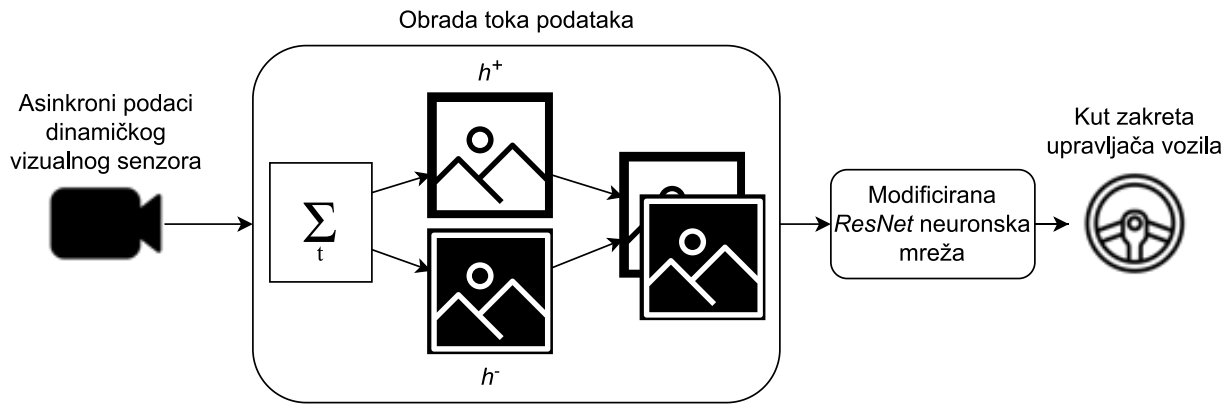 Obrada toka podataka
Asinkroni podaci
dinamičkog
vizualnog senzora
∑
t
h⁺
h⁻
Modificirana
ResNet neuronska
mreža
Kut zakreta
upravljača vozila